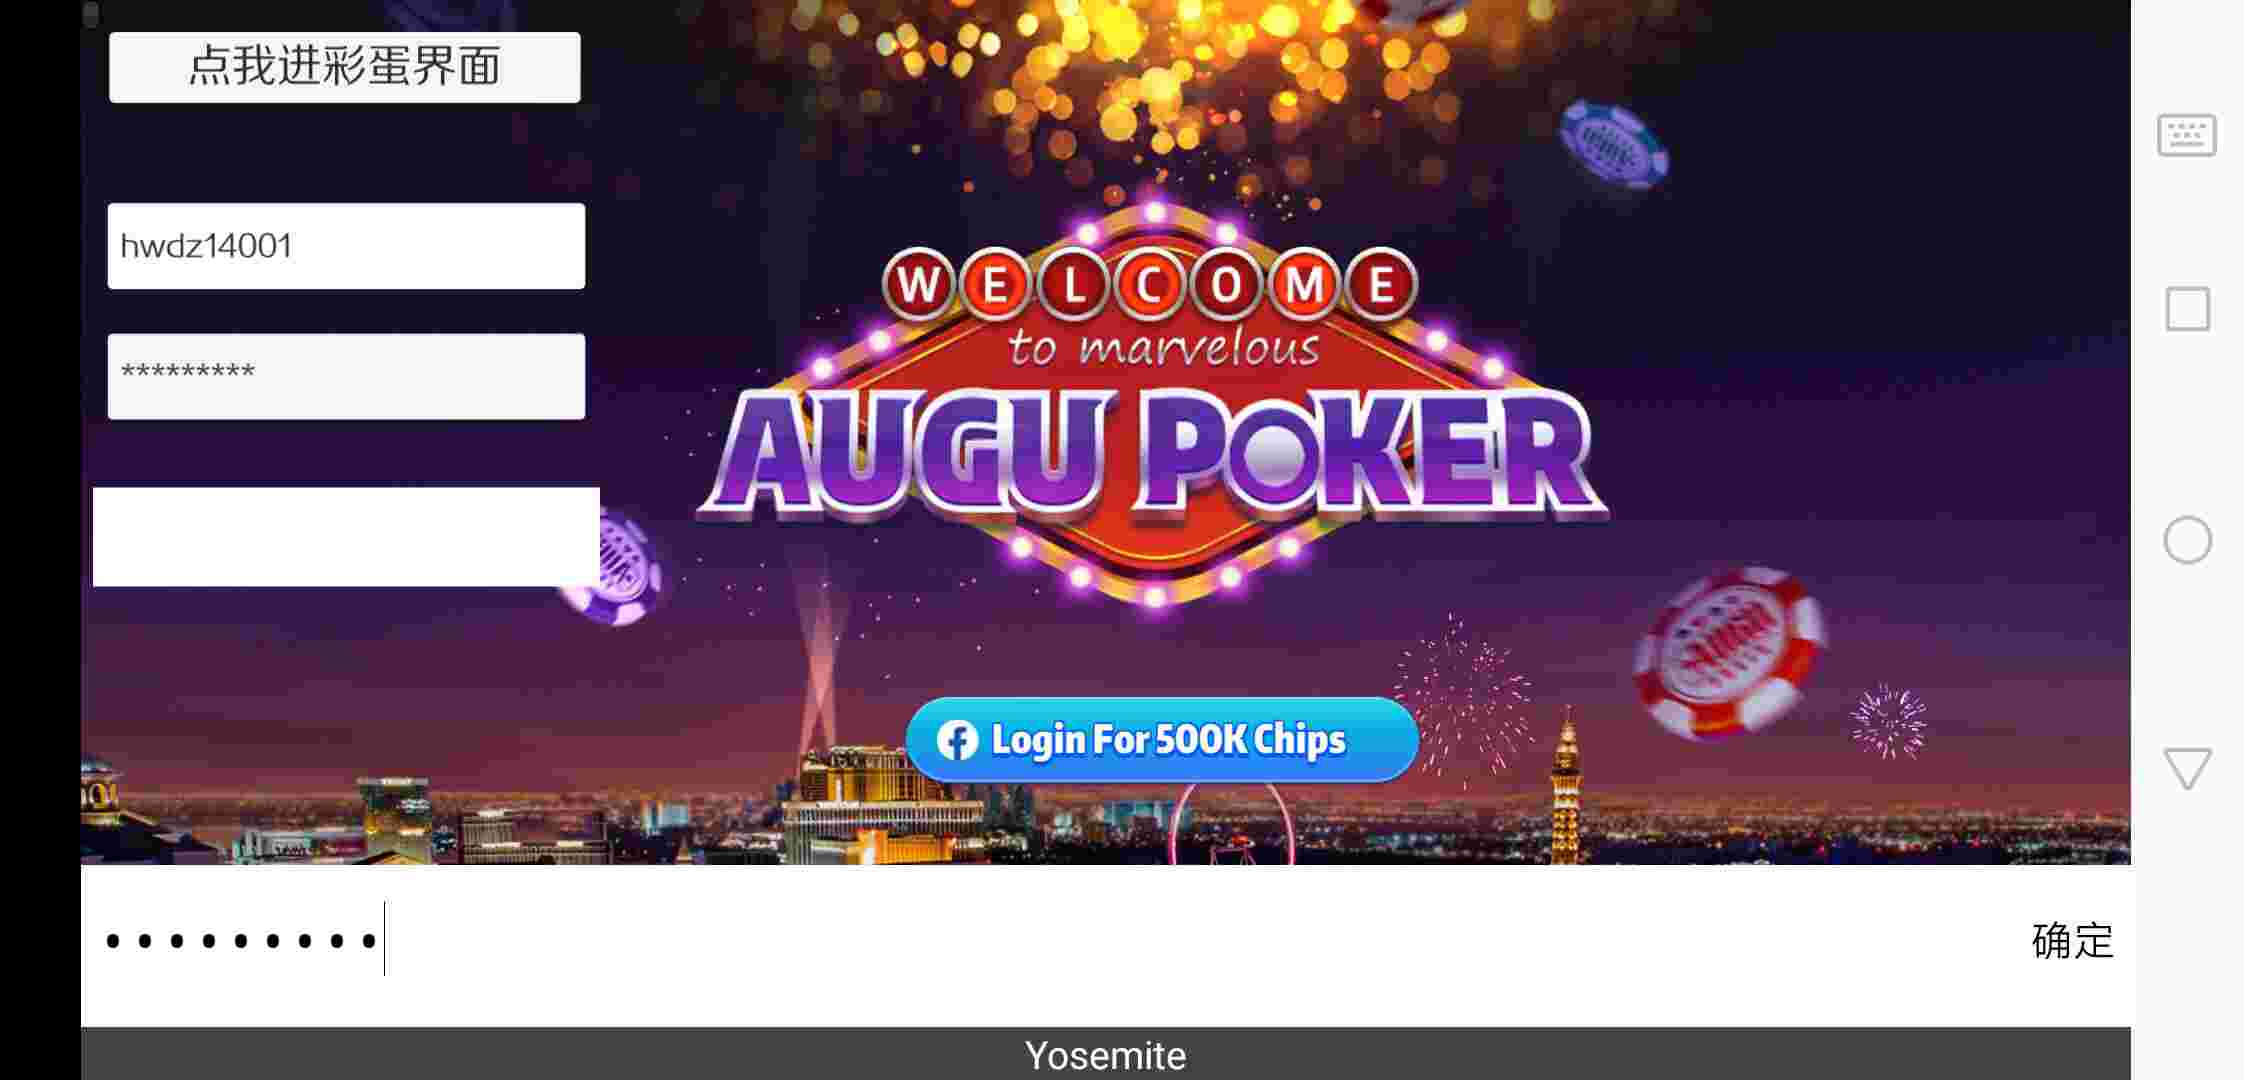 点我进彩蛋界面
hwdz14001
*********
WELCOME
to marvelous
AUGU POKER
Login For 500K Chips
•••••••••
确定
Yosemite